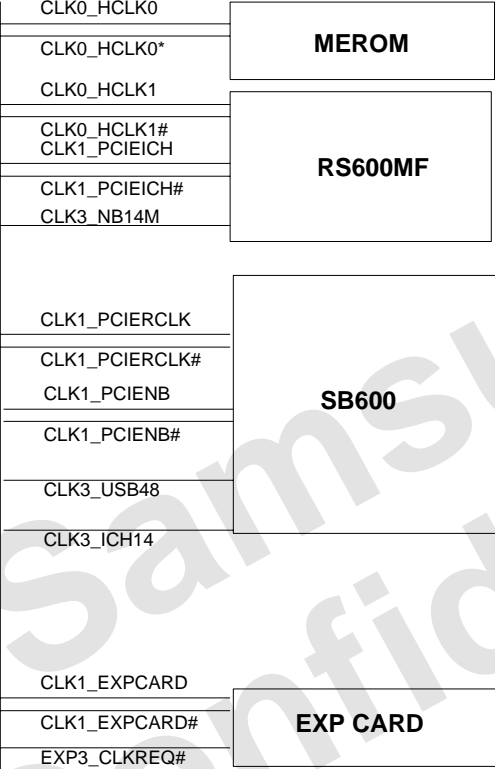 CLK0_HCLK0
MEROM
CLK0_HCLK0*
CLK0_HCLK1
CLK0_HCLK1#
CLK1_PCIEICH
RS600MF
CLK1_PCIEICH#
CLK3_NB14M
CLK1_PCIERCLK
CLK1_PCIERCLK#
CLK1_PCIENB
SB600
CLK1_PCIENB#
CLK3_USB48
CLK3_ICH14
CLK1_EXPCARD
CLK1_EXPCARD#
EXP CARD
EXP3_CLKREQ#